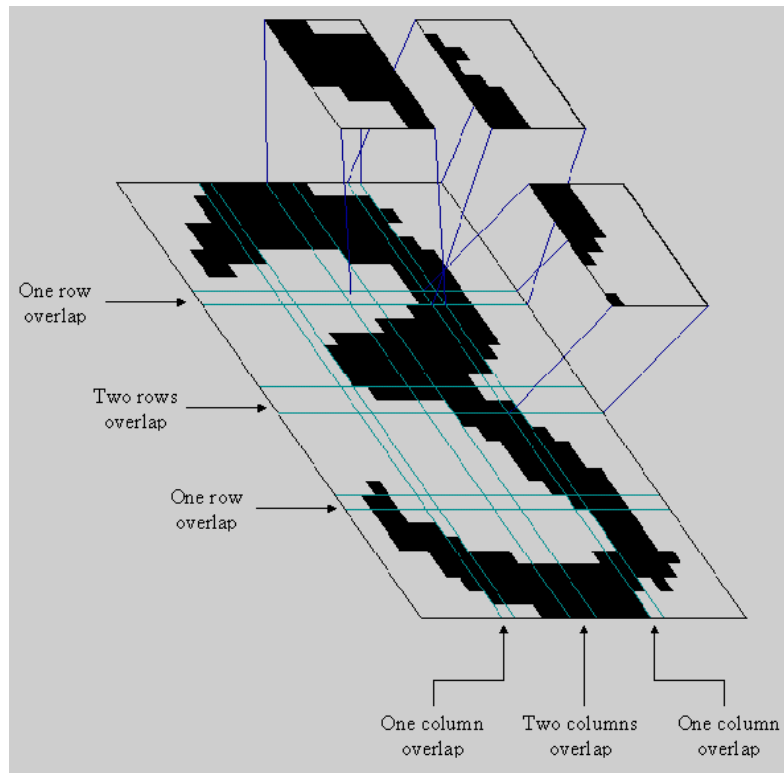 One row
overlap
Two rows
overlap
One row
overlap
One column
overlap
Two columns
overlap
One column
overlap